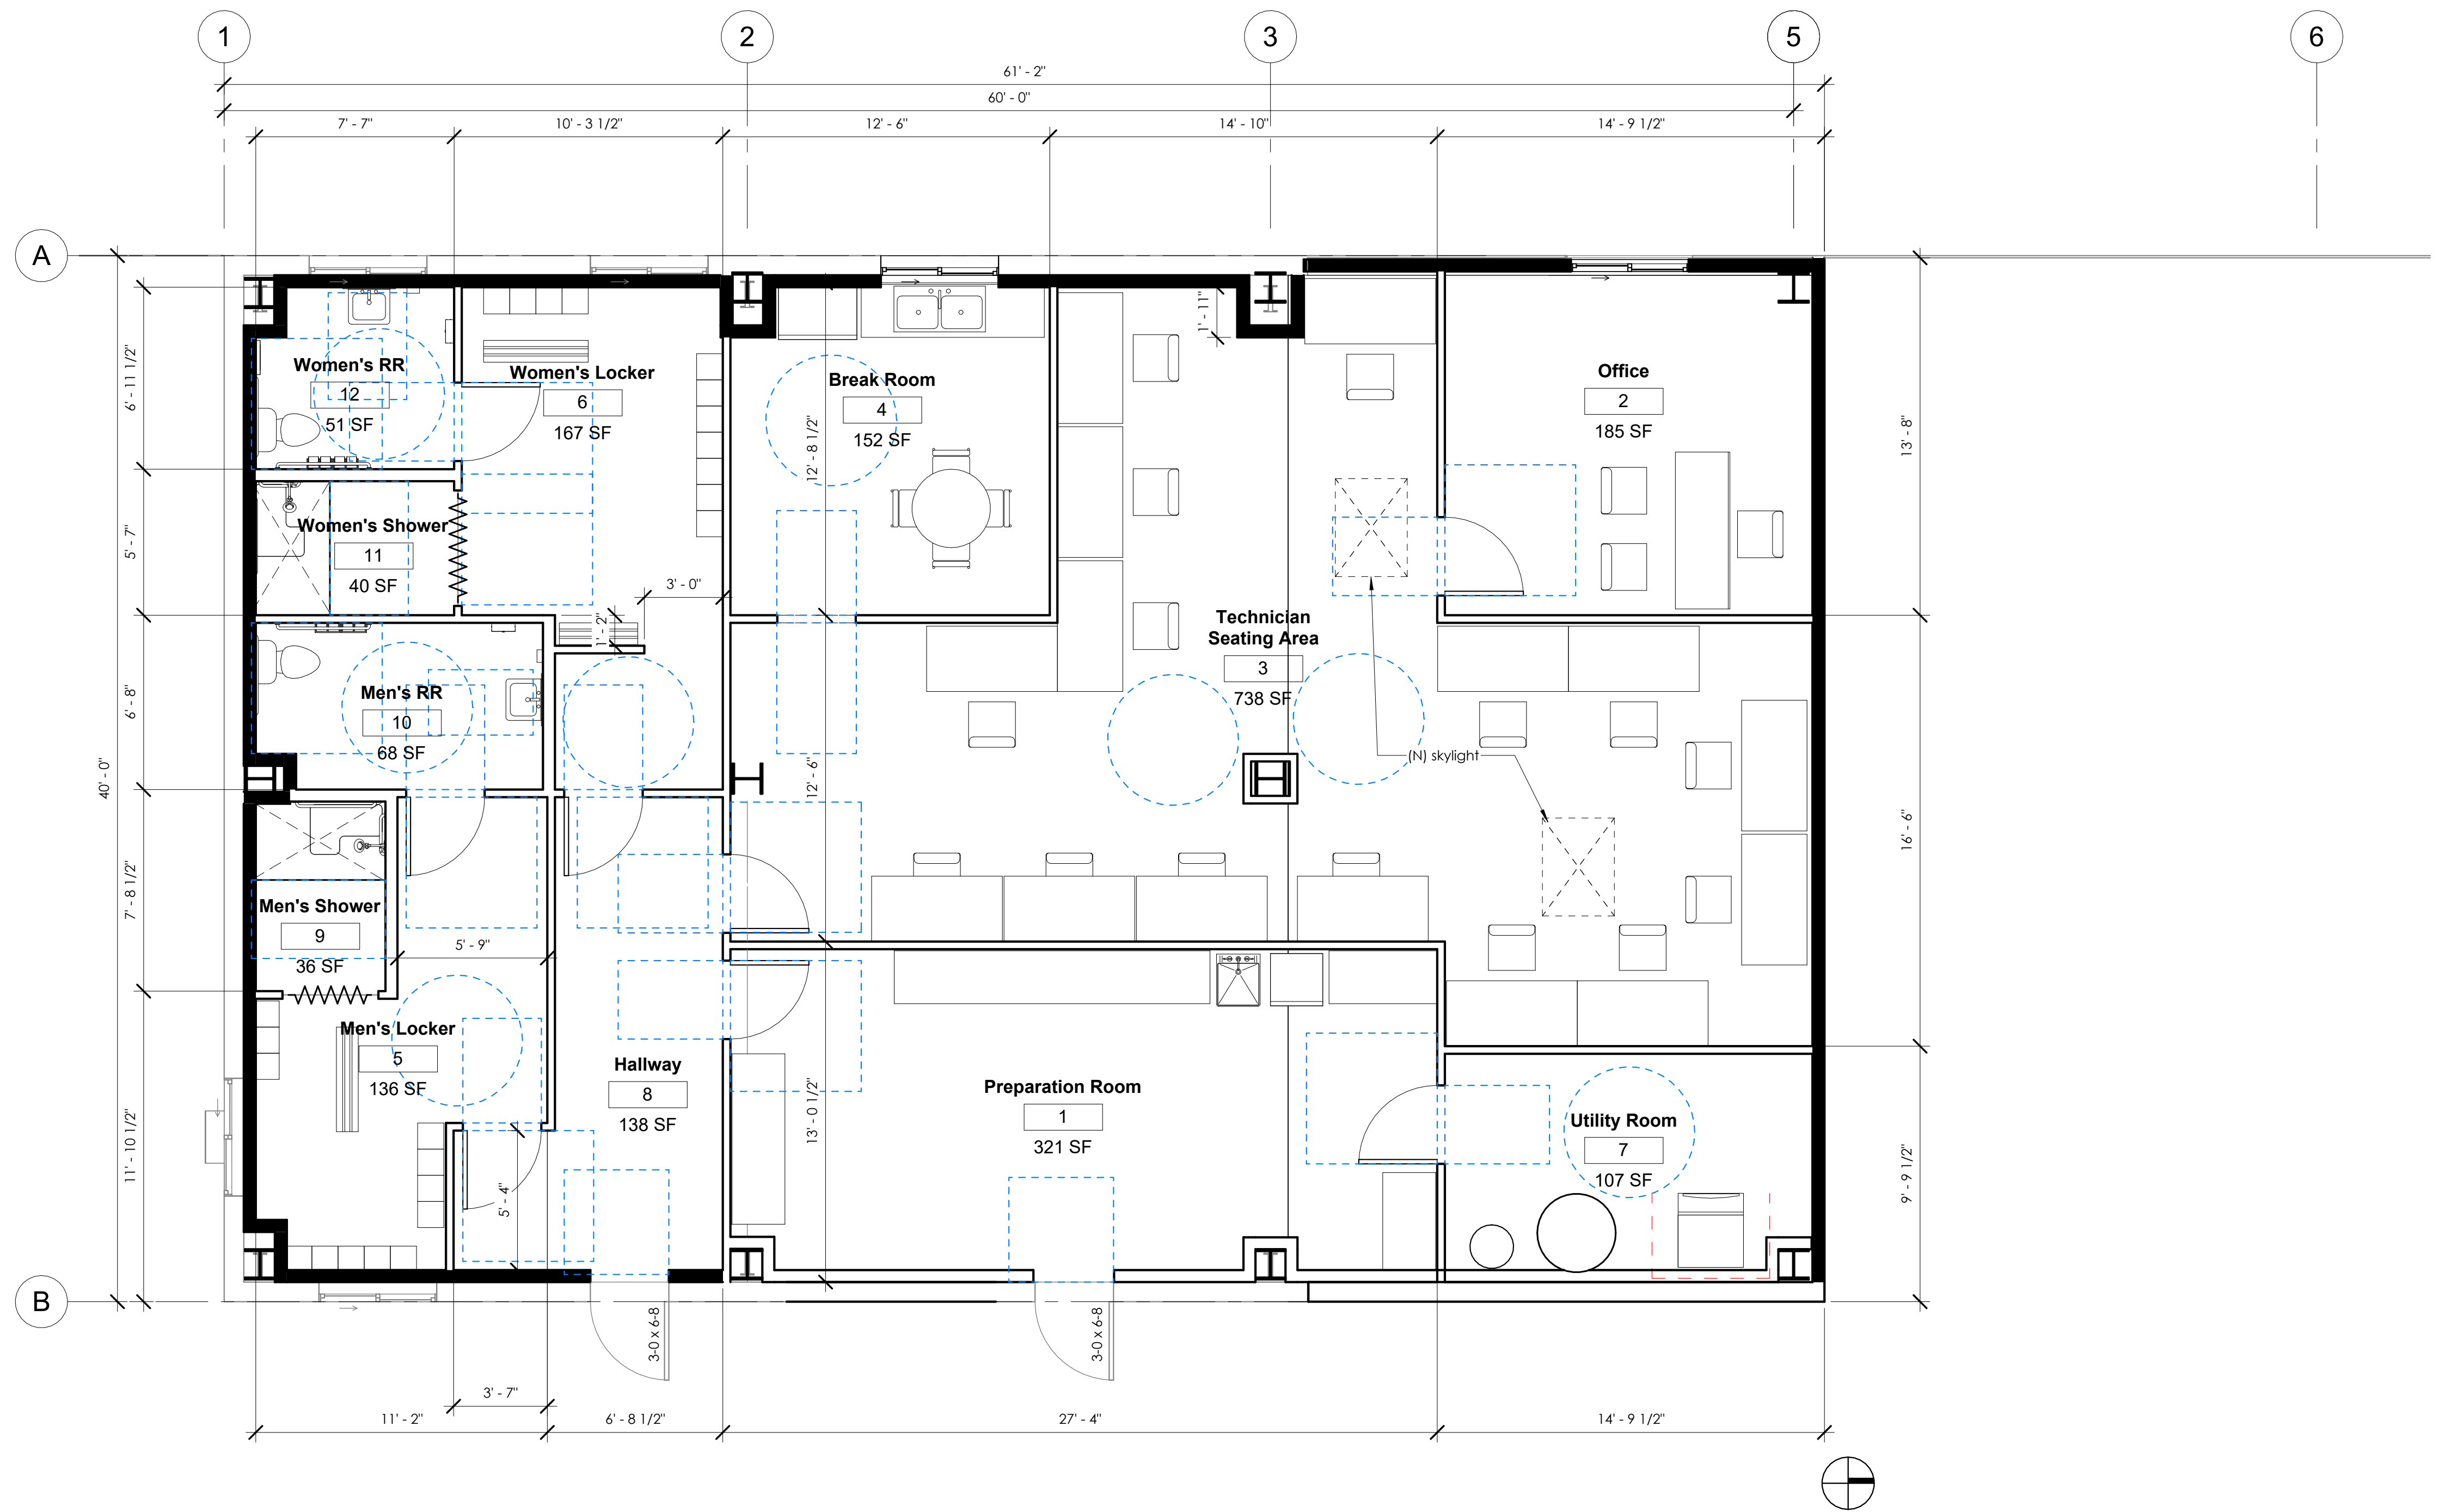 1
2
3
5
6
61' - 2"
60' - 0"
7' - 7"
10' - 3 1/2"
12' - 6"
14' - 10"
14' - 9 1/2"
A
B
40' - 0"
6' - 11 1/2"
5' - 7"
6' - 8"
7' - 8 1/2"
11' - 10 1/2"
Women's RR
12
51 SF
Women's Locker
6
167 SF
Break Room
4
152 SF
12' - 8 1/2"
1' - 11"
Office
2
185 SF
13' - 8"
Women's Shower
11
40 SF
3' - 0"
1' - 2"
Technician
Seating Area
3
738 SF
(N) skylight
Men's RR
10
68 SF
12' - 6"
16' - 6"
Men's Shower
9
36 SF
5' - 9"
Men's Locker
5
136 SF
Hallway
8
138 SF
5' - 4"
Preparation Room
1
321 SF
13' - 0 1/2"
Utility Room
7
107 SF
9' - 9 1/2"
3-0 x 6-8
3-0 x 6-8
3' - 7"
11' - 2"
6' - 8 1/2"
27' - 4"
14' - 9 1/2"